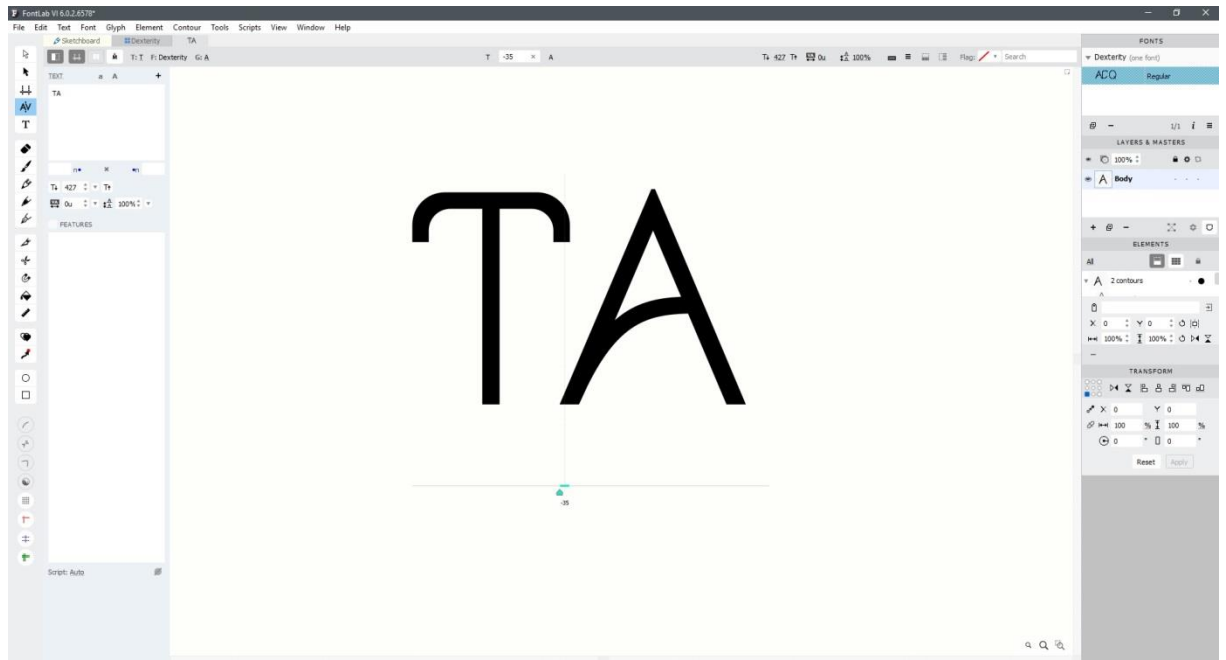 FontLab VI 6.0.2.6578*
File Edit Text Font Glyph Element Contour Tools Scripts View Window Help
Sketchboard Dexterity TA
T: T F: Dexterity G: A T -35 A 427 0u 100% Flag: Search
TEXT a A +
TA
427
0u 100%
FEATURES
TA
-35
Script: Auto
FONTS
Dexterity (one font)
ACQ Regular
1/1 i
LAYERS & MASTERS
100%
A Body
ELEMENTS
All
A 2 contours
X 0 Y 0
100% 100%
TRANSFORM
X 0 Y 0
100 % 100 %
0 ° 0 °
Reset Apply